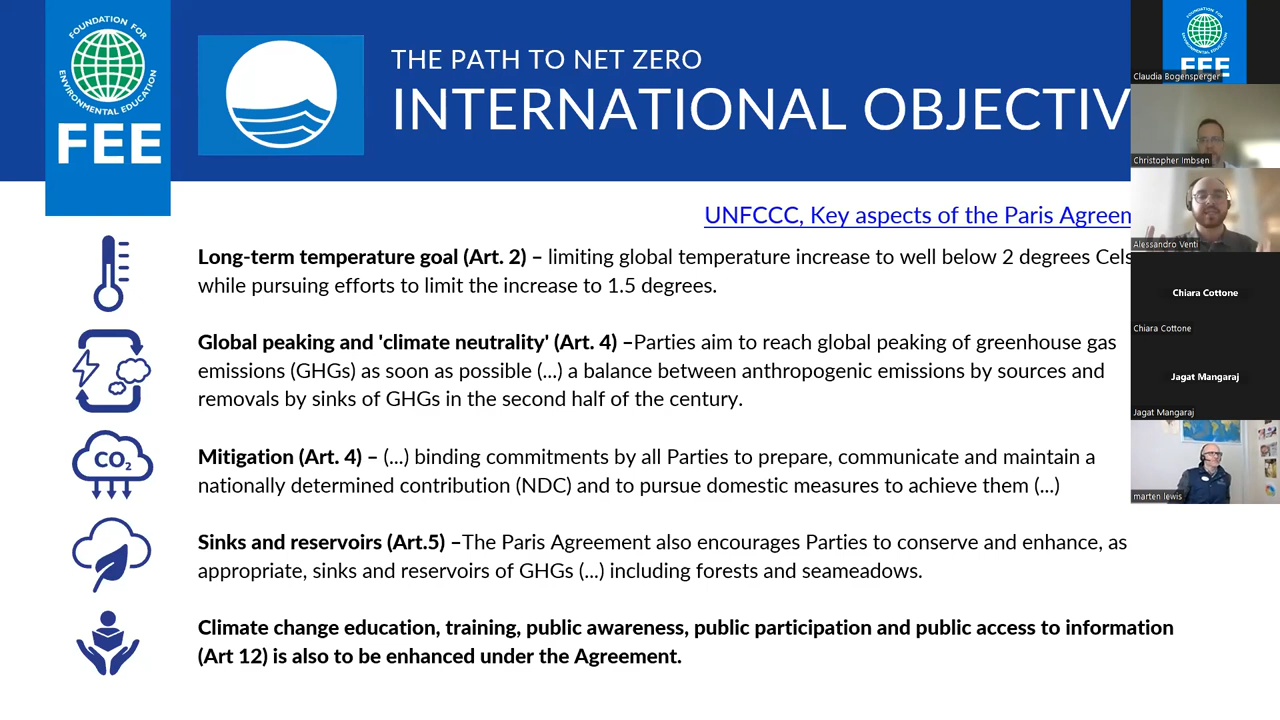 FOUNDATION FOR
ENVIRONMENTAL EDUCATION
FEE
THE PATH TO NET ZERO
INTERNATIONAL OBJECTIV
UNFCCC, Key aspects of the Paris Agreem
Long-term temperature goal (Art. 2) – limiting global temperature increase to well below 2 degrees Cels
while pursuing efforts to limit the increase to 1.5 degrees.
Global peaking and 'climate neutrality' (Art. 4) –Parties aim to reach global peaking of greenhouse gas
emissions (GHGs) as soon as possible (...) a balance between anthropogenic emissions by sources and
removals by sinks of GHGs in the second half of the century.
CO₂
Mitigation (Art. 4) – (...) binding commitments by all Parties to prepare, communicate and maintain a
nationally determined contribution (NDC) and to pursue domestic measures to achieve them (...)
Sinks and reservoirs (Art.5) –The Paris Agreement also encourages Parties to conserve and enhance, as
appropriate, sinks and reservoirs of GHGs (...) including forests and seameadows.
Climate change education, training, public awareness, public participation and public access to information
(Art 12) is also to be enhanced under the Agreement.
FEE
Claudia Bogensperger
Christopher Imbsen
Alessandro Venti
Chiara Cottone
Chiara Cottone
Jagat Mangaraj
Jagat Mangaraj
marten lewis